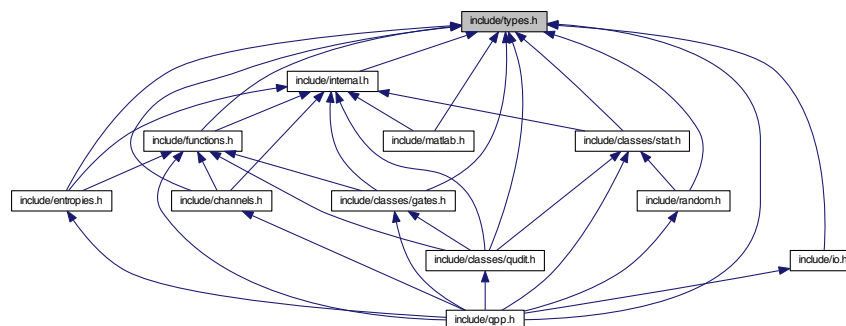 include/types.h
include/internal.h
include/functions.h
include/matlab.h
include/classes/stat.h
include/entropies.h
include/channels.h
include/classes/gates.h
include/random.h
include/classes/qudit.h
include/io.h
include/qpp.h